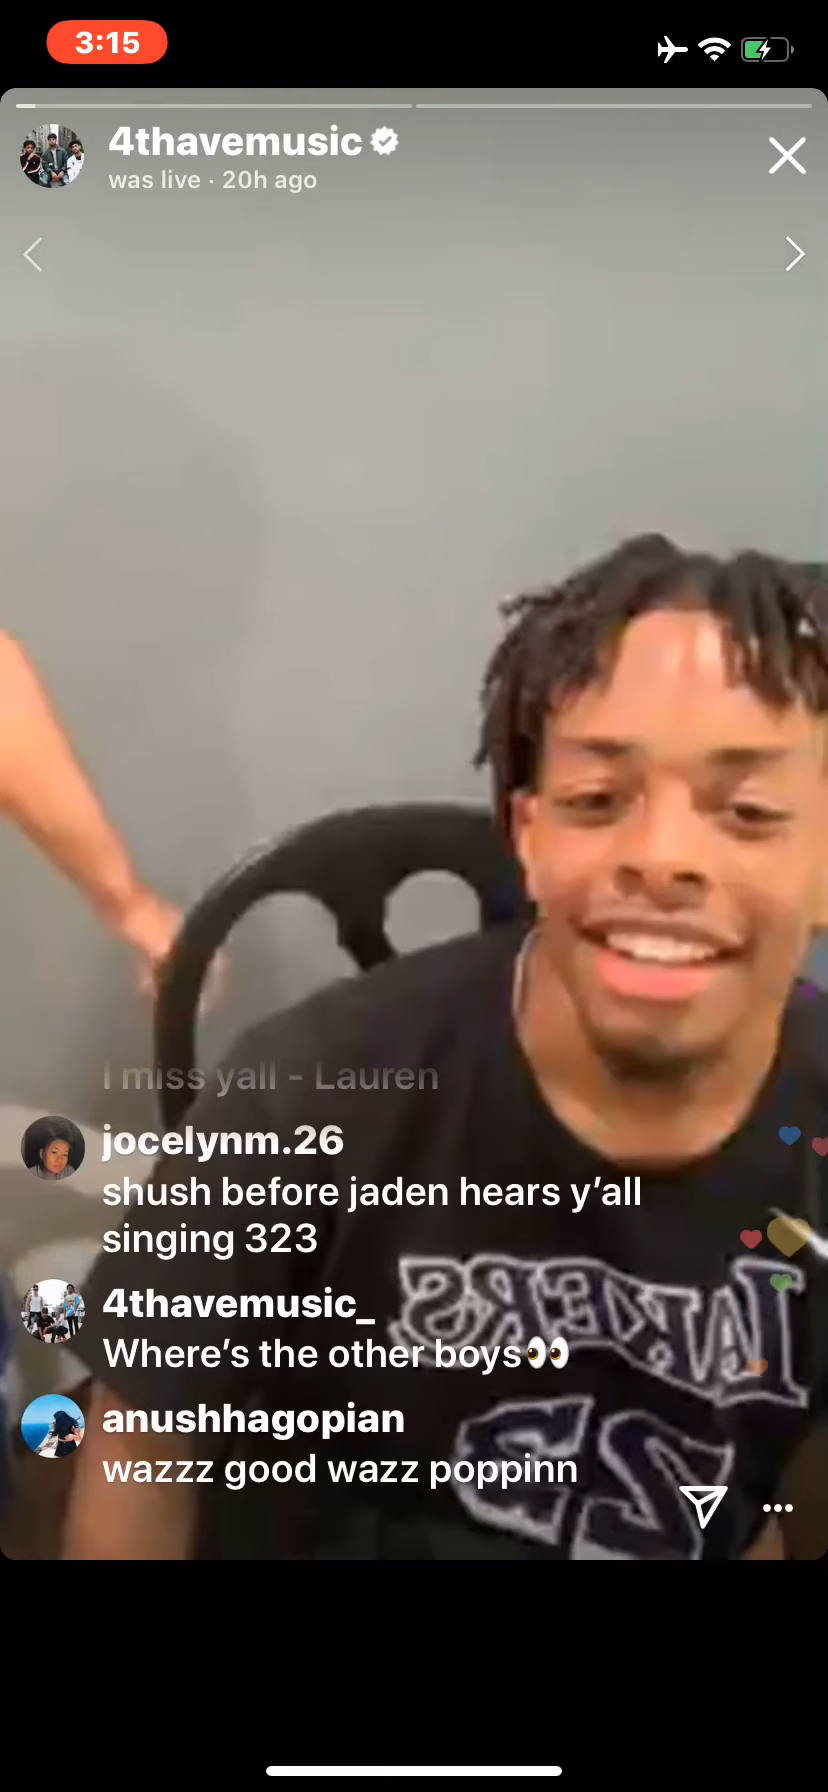 3:15
4thavemusic
was live · 20h ago
I miss yall - Lauren
jocelynm.26
shush before jaden hears y’all
singing 323
4thavemusic_
Where’s the other boys👀
anushhagopian
wazzz good wazz poppinn
LAKERS